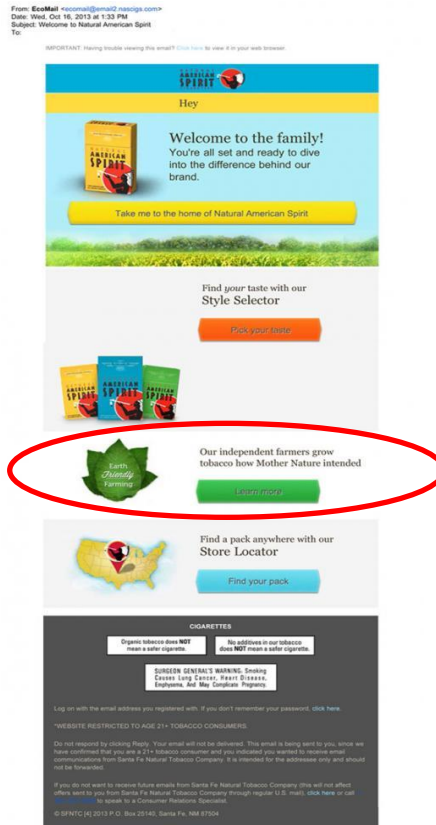 From: EcoMail <ecomail@email2.nascigs.com>
Date: Wed, Oct 16, 2013 at 1:33 PM
Subject: Welcome to Natural American Spirit
To:
IMPORTANT: Having trouble viewing this email? Click here to view it in your web browser.
NATURAL
AMERICAN
SPIRIT
Hey
Welcome to the family!
You're all set and ready to dive
into the difference behind our
brand.
NATURAL
AMERICAN
SPIRIT
Take me to the home of Natural American Spirit
Find your taste with our
Style Selector
Pick your taste
AMERICAN
SPIRIT
AMERICAN
SPIRIT
AMERICAN
SPIRIT
Earth
Friendly
Farming
Our independent farmers grow
tobacco how Mother Nature intended
Learn more
Find a pack anywhere with our
Store Locator
Find your pack
CIGARETTES
Organic tobacco does NOT
mean a safer cigarette.
No additives in our tobacco
does NOT mean a safer cigarette.
SURGEON GENERAL'S WARNING: Smoking
Causes Lung Cancer, Heart Disease,
Emphysema, And May Complicate Pregnancy.
Log on with the email address you registered with. If you don't remember your password, click here.
*WEBSITE RESTRICTED TO AGE 21+ TOBACCO CONSUMERS.
Do not respond by clicking Reply. Your email will not be delivered. This email is being sent to you, since we
have confirmed that you are a 21+ tobacco consumer and you indicated you wanted to receive email
communications from Santa Fe Natural Tobacco Company. It is intended for the addressee only and should
not be forwarded.
If you do not want to receive future emails from Santa Fe Natural Tobacco Company (this will not affect
offers sent to you from Santa Fe Natural Tobacco Company through regular U.S. mail), click here or call
to speak to a Consumer Relations Specialist.
© SFNTC [4] 2013 P.O. Box 25140, Santa Fe, NM 87504